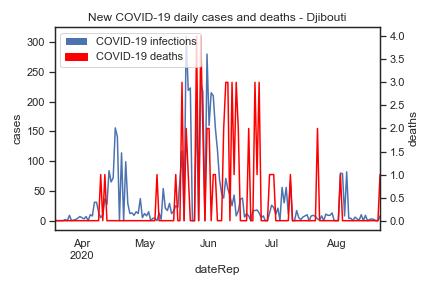 New COVID-19 daily cases and deaths - Djibouti
COVID-19 infections
COVID-19 deaths
300
250
200
150
100
50
0
cases
4.0
3.5
3.0
2.5
2.0
1.5
1.0
0.5
0.0
deaths
Apr
2020
May
Jun
Jul
Aug
dateRep